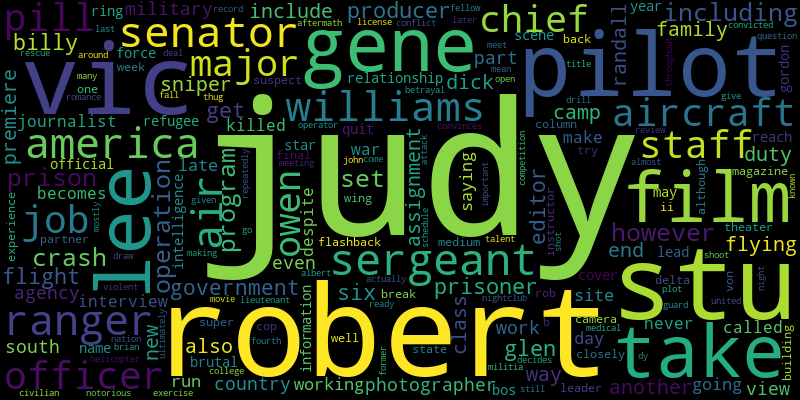 pill
ring
military
include
producer
chief
year
including
record
aftermath
license
conflict
later
fellow
last
billy
senator
gene
scene
back
family
convicted
force
major
part
randall
question
rescue
deal
around
vic
week
sniper
relationship
dick
meet
mean
open
title
pilot
gordon
many
one
suspect
throughout
romance
fall
thug
betrayal
drill
give
premiere
journalist
refugee
get
williams
camp
aircraft
killed
operator
quit
convinces
column
make
reach
america
star
war
john
come
review
staff
try
magazine
official
late
judy
final
meeting
attack
saying
competition
almost
prison
air
program
set
assignment
editor
film
duty
becomes
lee
given
owen
albert
wing
important
instructor
may
although
known
job
operation
intelligence
repeatedly
despite
ii
theater
experience
partner
mostly
go
making
flashback
medium
talent
however
crash
even
schedule
shot
end
lead
flying
draw
sergeant
flight
government
actually
six
prisoner
site
cover
delta
von
night
agency
interview
robert
information
break
rob
camera
plot
shoot
violent
movie
lieutenant
ready
nightclub
class
b
stu
guard
united
ranger
super
cop
well
work
medical
never
called
south
new
nation
name
brian
also
fourth
state
glen
day
dy
take
building
helicopter
ultimately
brutal
college
former
decides
closely
officer
run
country
working
photographer
militia
way
another
going
civilian
notorious
exercise
bos
still
leader
view